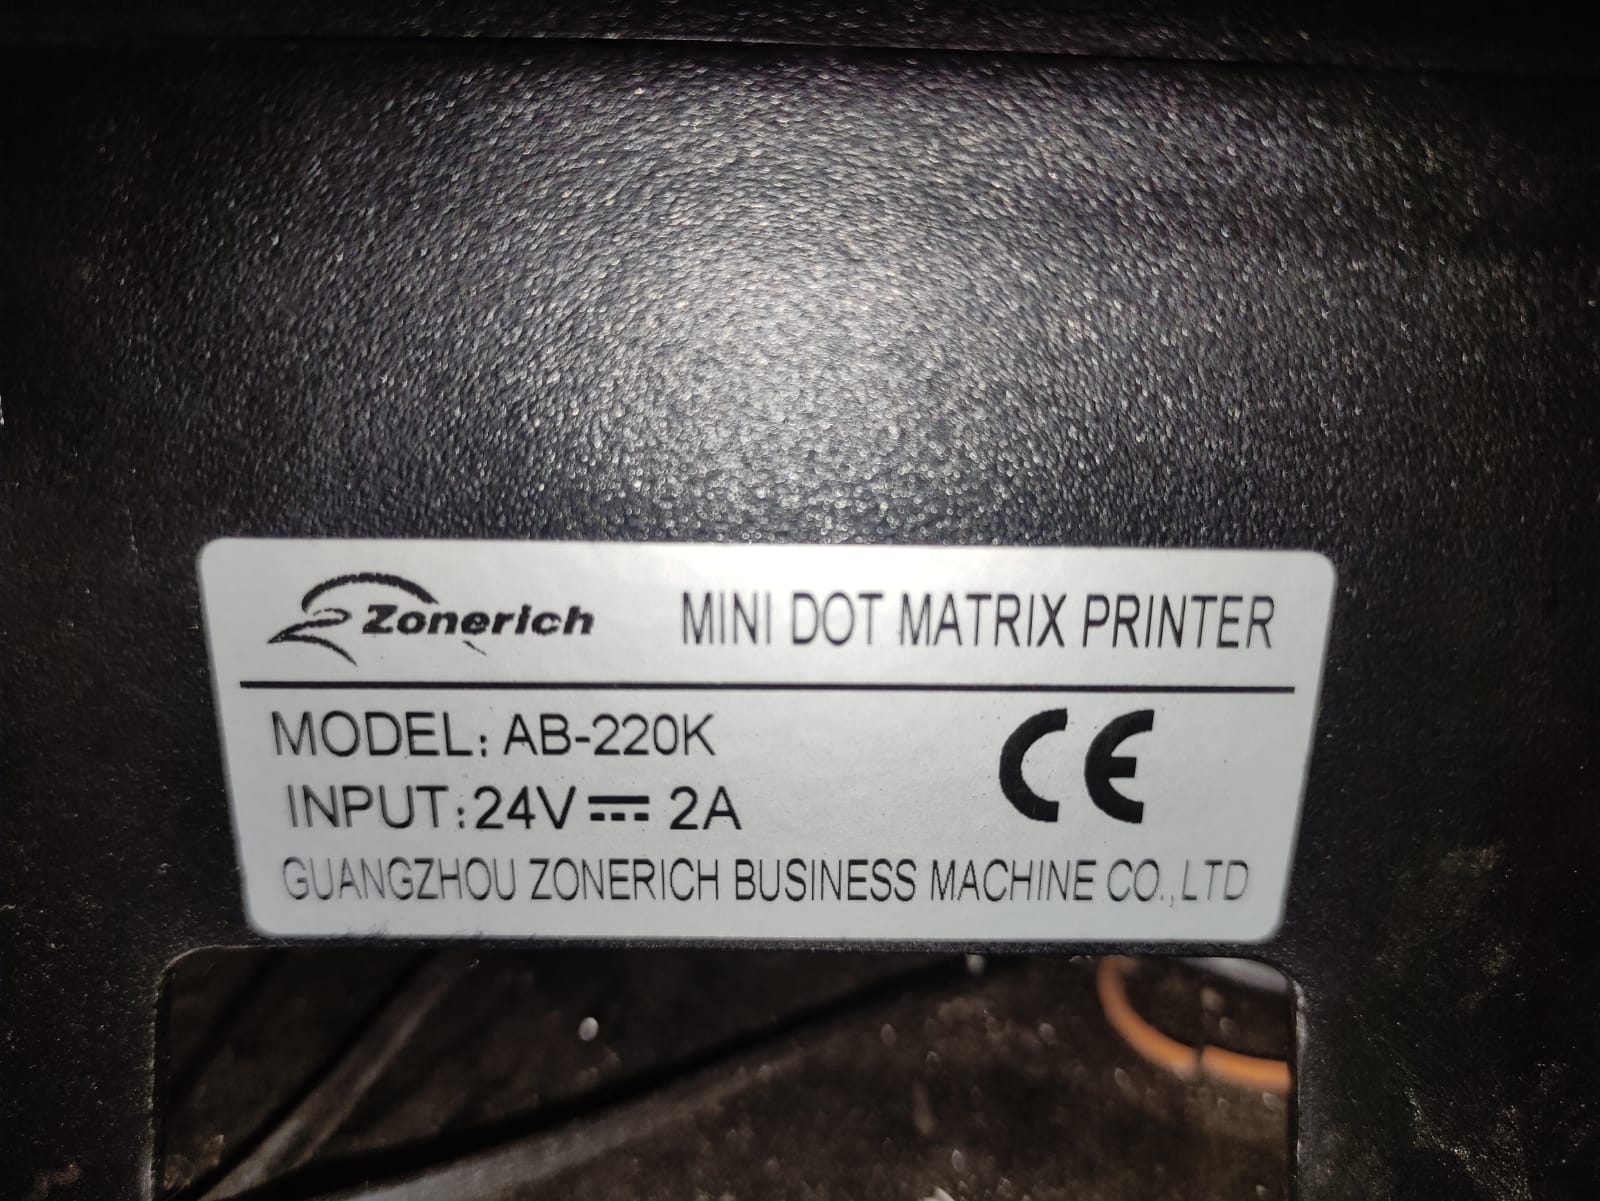 Zonerich MINI DOT MATRIX PRINTER
MODEL: AB-220K
INPUT: 24V ⎓ 2A
CE
GUANGZHOU ZONERICH BUSINESS MACHINE CO.,LTD